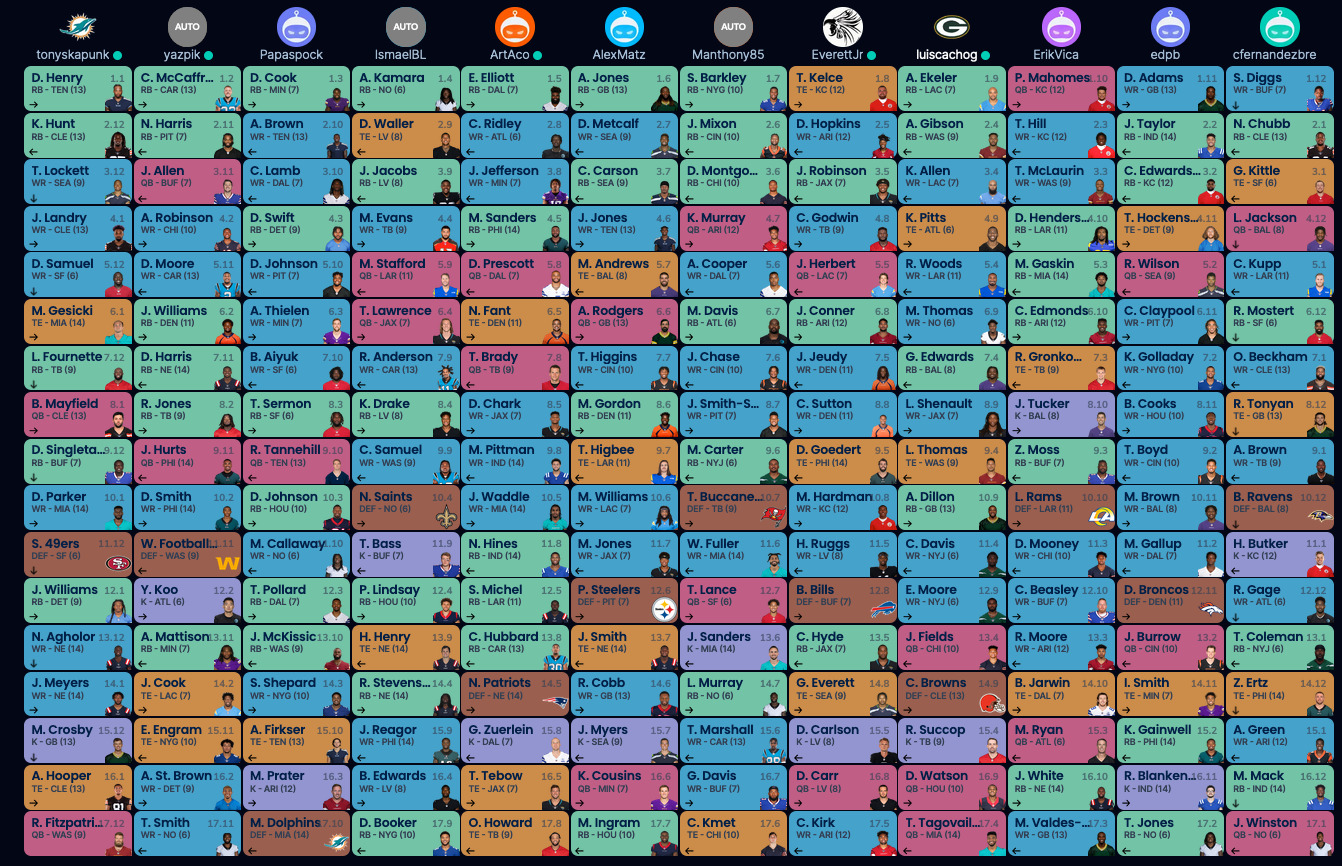 AUTO AUTO AUTO
tonyskapunk yazpik Papaspock IsmaelBL ArtAco AlexMatz Manthony85 EverettJr luiscachog ErikVica edpb cfernandezbre
D. Henry 1.1 C. McCaffr... 1.2 D. Cook 1.3 A. Kamara 1.4 E. Elliott 1.5 A. Jones 1.6 S. Barkley 1.7 T. Kelce 1.8 A. Ekeler 1.9 P. Mahomes 1.10 D. Adams 1.11 S. Diggs 1.12
RB - TEN (13) RB - CAR (13) RB - MIN (7) RB - NO (6) RB - DAL (7) RB - GB (13) RB - NYG (10) TE - KC (12) RB - LAC (7) QB - KC (12) WR - GB (13) WR - BUF (7)
K. Hunt 2.12 N. Harris 2.11 A. Brown 2.10 D. Waller 2.9 C. Ridley 2.8 D. Metcalf 2.7 J. Mixon 2.6 D. Hopkins 2.5 A. Gibson 2.4 T. Hill 2.3 J. Taylor 2.2 N. Chubb 2.1
RB - CLE (13) RB - PIT (7) WR - TEN (13) TE - LV (8) WR - ATL (6) WR - SEA (9) RB - CIN (10) WR - ARI (12) RB - WAS (9) WR - KC (12) RB - IND (14) RB - CLE (13)
T. Lockett 3.12 J. Allen 3.11 C. Lamb 3.10 J. Jacobs 3.9 J. Jefferson 3.8 C. Carson 3.7 D. Montgo... 3.6 J. Robinson 3.5 K. Allen 3.4 T. McLaurin 3.3 C. Edwards... 3.2 G. Kittle 3.1
WR - SEA (9) QB - BUF (7) WR - DAL (7) RB - LV (8) WR - MIN (7) RB - SEA (9) RB - CHI (10) RB - JAX (7) WR - LAC (7) WR - WAS (9) RB - KC (12) TE - SF (6)
J. Landry 4.1 A. Robinson 4.2 D. Swift 4.3 M. Evans 4.4 M. Sanders 4.5 J. Jones 4.6 K. Murray 4.7 C. Godwin 4.8 K. Pitts 4.9 D. Henders... 4.10 T. Hockens... 4.11 L. Jackson 4.12
WR - CLE (13) WR - CHI (10) RB - DET (9) WR - TB (9) RB - PHI (14) WR - TEN (13) QB - ARI (12) WR - TB (9) TE - ATL (6) RB - LAR (11) TE - DET (9) QB - BAL (8)
D. Samuel 5.12 D. Moore 5.11 D. Johnson 5.10 M. Stafford 5.9 D. Prescott 5.8 M. Andrews 5.7 A. Cooper 5.6 J. Herbert 5.5 R. Woods 5.4 M. Gaskin 5.3 R. Wilson 5.2 C. Kupp 5.1
WR - SF (6) WR - CAR (13) WR - PIT (7) QB - LAR (11) QB - DAL (7) TE - BAL (8) WR - DAL (7) QB - LAC (7) WR - LAR (11) RB - MIA (14) QB - SEA (9) WR - LAR (11)
M. Gesicki 6.1 J. Williams 6.2 A. Thielen 6.3 T. Lawrence 6.4 N. Fant 6.5 A. Rodgers 6.6 M. Davis 6.7 J. Conner 6.8 M. Thomas 6.9 C. Edmonds 6.10 C. Claypool 6.11 R. Mostert 6.12
TE - MIA (14) RB - DEN (11) WR - MIN (7) QB - JAX (7) TE - DEN (11) QB - GB (13) RB - ATL (6) RB - ARI (12) WR - NO (6) RB - ARI (12) WR - PIT (7) RB - SF (6)
L. Fournette 7.12 D. Harris 7.11 B. Aiyuk 7.10 R. Anderson 7.9 T. Brady 7.8 T. Higgins 7.7 J. Chase 7.6 J. Jeudy 7.5 G. Edwards 7.4 R. Gronko... 7.3 K. Golladay 7.2 O. Beckham 7.1
RB - TB (9) RB - NE (14) WR - SF (6) WR - CAR (13) QB - TB (9) WR - CIN (10) WR - CIN (10) WR - DEN (11) RB - BAL (8) TE - TB (9) WR - NYG (10) WR - CLE (13)
B. Mayfield 8.1 R. Jones 8.2 T. Sermon 8.3 K. Drake 8.4 D. Chark 8.5 M. Gordon 8.6 J. Smith-S... 8.7 C. Sutton 8.8 L. Shenault 8.9 J. Tucker 8.10 B. Cooks 8.11 R. Tonyan 8.12
QB - CLE (13) RB - TB (9) RB - SF (6) RB - LV (8) WR - JAX (7) RB - DEN (11) WR - PIT (7) WR - DEN (11) WR - JAX (7) K - BAL (8) WR - HOU (10) TE - GB (13)
D. Singleta... 9.12 J. Hurts 9.11 R. Tannehill 9.10 C. Samuel 9.9 M. Pittman 9.8 T. Higbee 9.7 M. Carter 9.6 D. Goedert 9.5 L. Thomas 9.4 Z. Moss 9.3 T. Boyd 9.2 A. Brown 9.1
RB - BUF (7) QB - PHI (14) QB - TEN (13) WR - WAS (9) WR - IND (14) TE - LAR (11) RB - NYJ (6) TE - PHI (14) TE - WAS (9) RB - BUF (7) WR - CIN (10) WR - TB (9)
D. Parker 10.1 D. Smith 10.2 D. Johnson 10.3 N. Saints 10.4 J. Waddle 10.5 M. Williams 10.6 T. Buccane... 10.7 M. Hardman 10.8 A. Dillon 10.9 L. Rams 10.10 M. Brown 10.11 B. Ravens 10.12
WR - MIA (14) WR - PHI (14) RB - HOU (10) DEF - NO (6) WR - MIA (14) WR - LAC (7) DEF - TB (9) WR - KC (12) RB - GB (13) DEF - LAR (11) WR - BAL (8) DEF - BAL (8)
S. 49ers 11.12 W. Football... 11.11 M. Callaway 11.10 T. Bass 11.9 N. Hines 11.8 M. Jones 11.7 W. Fuller 11.6 H. Ruggs 11.5 C. Davis 11.4 D. Mooney 11.3 M. Gallup 11.2 H. Butker 11.1
DEF - SF (6) DEF - WAS (9) WR - NO (6) K - BUF (7) RB - IND (14) WR - JAX (7) WR - MIA (14) WR - LV (8) WR - NYJ (6) WR - CHI (10) WR - DAL (7) K - KC (12)
J. Williams 12.1 Y. Koo 12.2 T. Pollard 12.3 P. Lindsay 12.4 S. Michel 12.5 P. Steelers 12.6 T. Lance 12.7 B. Bills 12.8 E. Moore 12.9 C. Beasley 12.10 D. Broncos 12.11 R. Gage 12.12
RB - DET (9) K - ATL (6) RB - DAL (7) RB - HOU (10) RB - LAR (11) DEF - PIT (7) QB - SF (6) DEF - BUF (7) WR - NYJ (6) WR - BUF (7) DEF - DEN (11) WR - ATL (6)
N. Agholor 13.12 A. Mattison 13.11 J. McKissic 13.10 H. Henry 13.9 C. Hubbard 13.8 J. Smith 13.7 J. Sanders 13.6 C. Hyde 13.5 J. Fields 13.4 R. Moore 13.3 J. Burrow 13.2 T. Coleman 13.1
WR - NE (14) RB - MIN (7) RB - WAS (9) TE - NE (14) RB - CAR (13) TE - NE (14) K - MIA (14) RB - JAX (7) QB - CHI (10) WR - ARI (12) QB - CIN (10) RB - NYJ (6)
J. Meyers 14.1 J. Cook 14.2 S. Shepard 14.3 R. Stevens... 14.4 N. Patriots 14.5 R. Cobb 14.6 L. Murray 14.7 G. Everett 14.8 C. Browns 14.9 B. Jarwin 14.10 I. Smith 14.11 Z. Ertz 14.12
WR - NE (14) TE - LAC (7) WR - NYG (10) RB - NE (14) DEF - NE (14) WR - GB (13) RB - NO (6) TE - SEA (9) DEF - CLE (13) TE - DAL (7) TE - MIN (7) TE - PHI (14)
M. Crosby 15.12 E. Engram 15.11 A. Firkser 15.10 J. Reagor 15.9 G. Zuerlein 15.8 J. Myers 15.7 T. Marshall 15.6 D. Carlson 15.5 R. Succop 15.4 M. Ryan 15.3 K. Gainwell 15.2 A. Green 15.1
K - GB (13) TE - NYG (10) TE - TEN (13) WR - PHI (14) K - DAL (7) K - SEA (9) WR - CAR (13) K - LV (8) K - TB (9) QB - ATL (6) RB - PHI (14) WR - ARI (12)
A. Hooper 16.1 A. St. Brown 16.2 M. Prater 16.3 B. Edwards 16.4 T. Tebow 16.5 K. Cousins 16.6 G. Davis 16.7 D. Carr 16.8 D. Watson 16.9 J. White 16.10 R. Blanken... 16.11 M. Mack 16.12
TE - CLE (13) WR - DET (9) K - ARI (12) WR - LV (8) TE - JAX (7) QB - MIN (7) WR - BUF (7) QB - LV (8) QB - HOU (10) RB - NE (14) K - IND (14) RB - IND (14)
R. Fitzpatri... 17.12 T. Smith 17.11 M. Dolphins 17.10 D. Booker 17.9 O. Howard 17.8 M. Ingram 17.7 C. Kmet 17.6 C. Kirk 17.5 T. Tagovail... 17.4 M. Valdes-... 17.3 T. Jones 17.2 J. Winston 17.1
QB - WAS (9) WR - NO (6) DEF - MIA (14) RB - NYG (10) TE - TB (9) RB - HOU (10) TE - CHI (10) WR - ARI (12) QB - MIA (14) WR - GB (13) RB - NO (6) QB - NO (6)